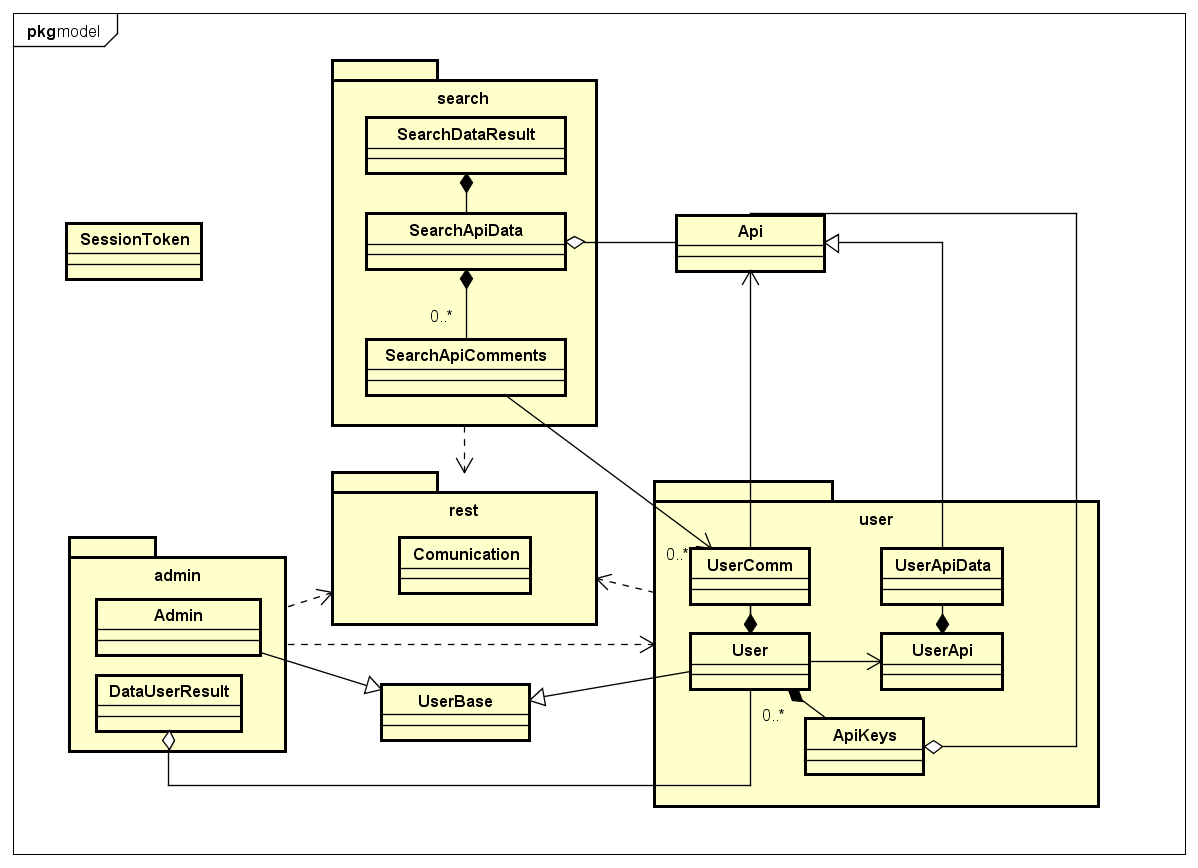 pkg model
search
SearchDataResult
SearchApiData
0..*
SearchApiComments
SessionToken
Api
rest
Comunication
admin
Admin
DataUserResult
UserBase
user
0..*
UserComm
UserApiData
User
UserApi
0..*
ApiKeys